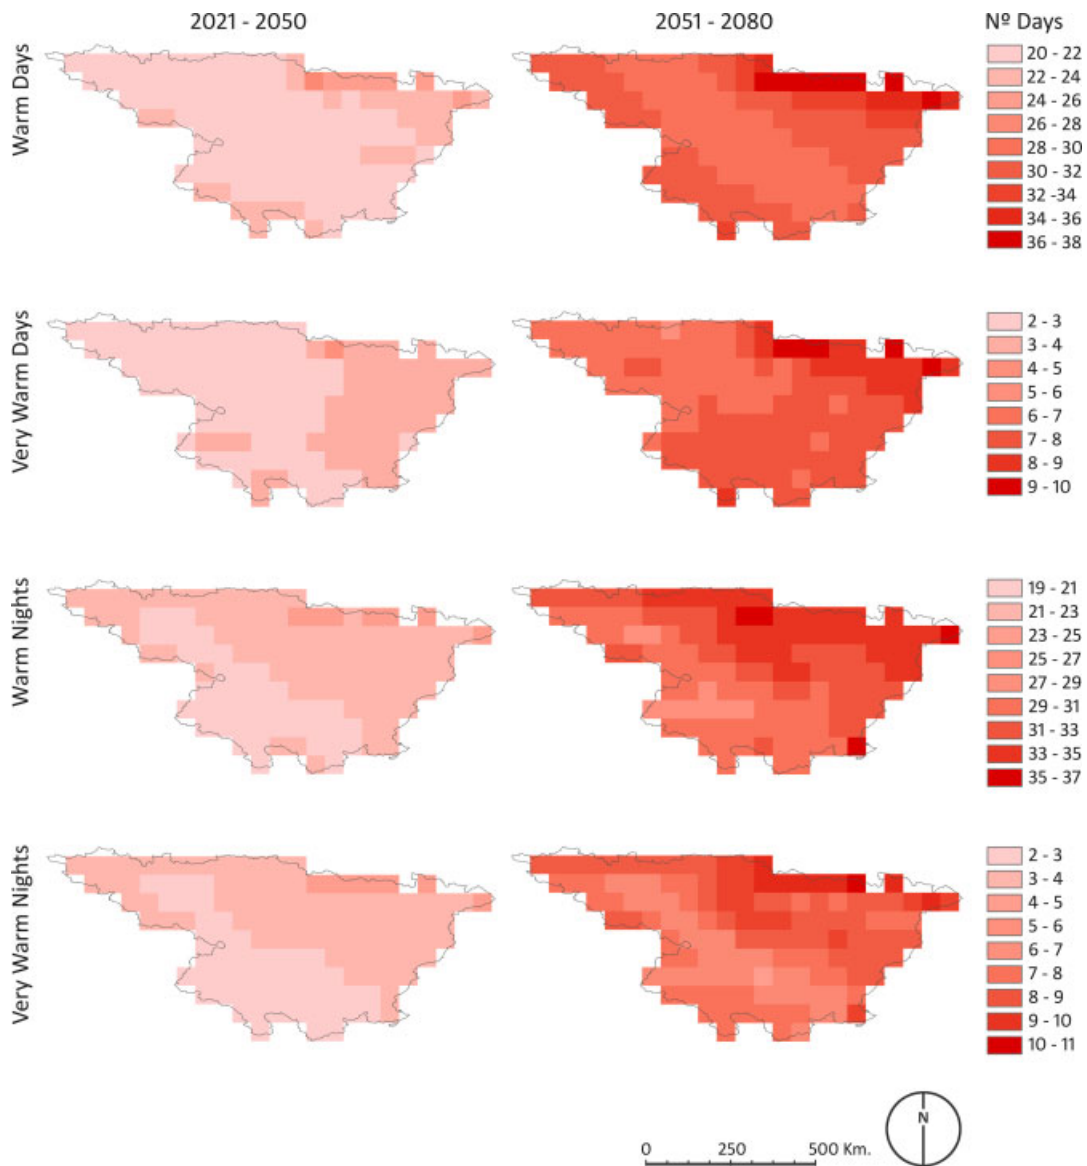 2021 - 2050
2051 - 2080
Nº Days
Warm Days
20 - 22
22 - 24
24 - 26
26 - 28
28 - 30
30 - 32
32 -34
34 - 36
36 - 38
Very Warm Days
2 - 3
3 - 4
4 - 5
5 - 6
6 - 7
7 - 8
8 - 9
9 - 10
Warm Nights
19 - 21
21 - 23
23 - 25
25 - 27
27 - 29
29 - 31
31 - 33
33 - 35
35 - 37
Very Warm Nights
2 - 3
3 - 4
4 - 5
5 - 6
6 - 7
7 - 8
8 - 9
9 - 10
10 - 11
N
0 250 500 Km.